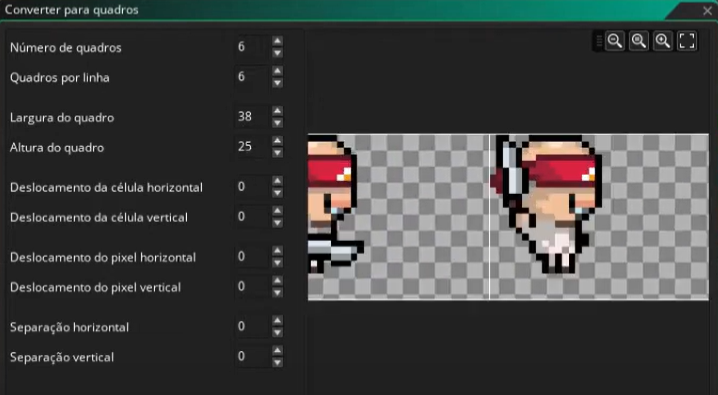 Converter para quadros
Número de quadros 6
Quadros por linha 6
Largura do quadro 38
Altura do quadro 25
Deslocamento da célula horizontal 0
Deslocamento da célula vertical 0
Deslocamento do pixel horizontal 0
Deslocamento do pixel vertical 0
Separação horizontal 0
Separação vertical 0